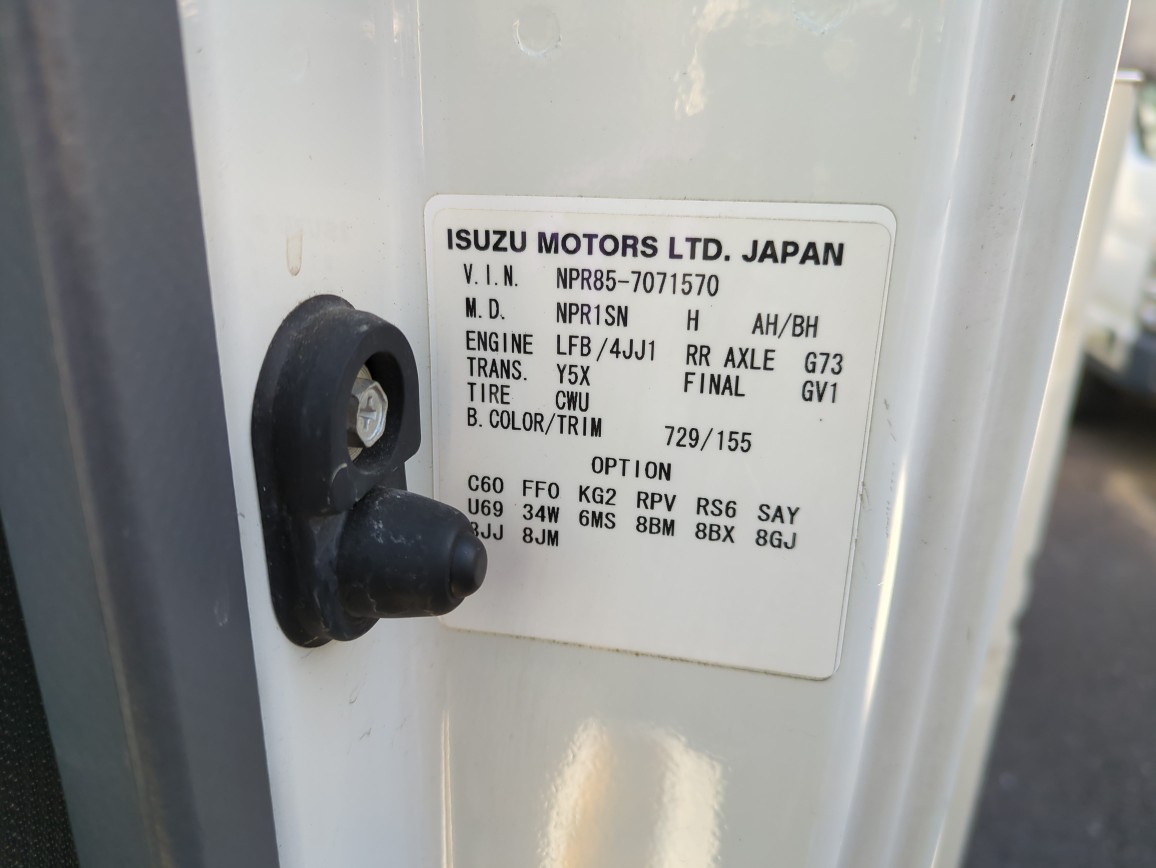 ISUZU MOTORS LTD. JAPAN
V.I.N. NPR85-7071570
M.D. NPR1SN H AH/BH
ENGINE LFB/4JJ1 RR AXLE G73
TRANS. Y5X FINAL GV1
TIRE CWU
B.COLOR/TRIM 729/155
OPTION
C60 FF0 KG2 RPV RS6 SAY
U69 34W 6MS 8BM 8BX 8GJ
8JM